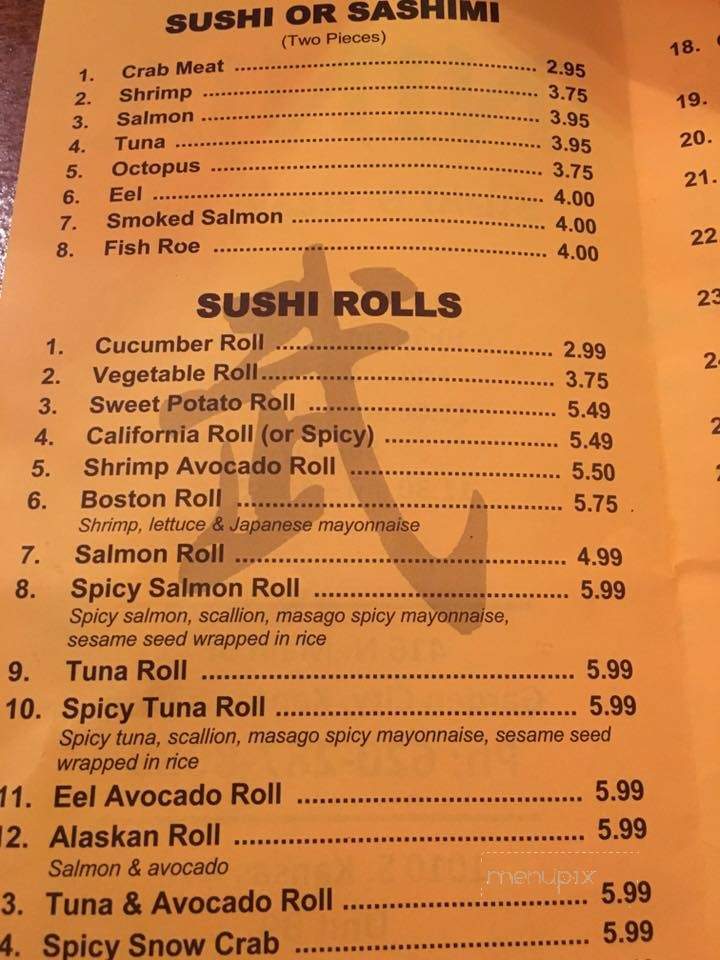 SUSHI OR SASHIMI
(Two Pieces)
1. Crab Meat 2.95
2. Shrimp 3.75
3. Salmon 3.95
4. Tuna 3.95
5. Octopus 3.75
6. Eel 4.00
7. Smoked Salmon 4.00
8. Fish Roe 4.00
SUSHI ROLLS
武
1. Cucumber Roll 2.99
2. Vegetable Roll 3.75
3. Sweet Potato Roll 5.49
4. California Roll (or Spicy) 5.49
5. Shrimp Avocado Roll 5.50
6. Boston Roll 5.75
Shrimp, lettuce & Japanese mayonnaise
7. Salmon Roll 4.99
8. Spicy Salmon Roll 5.99
Spicy salmon, scallion, masago spicy mayonnaise,
sesame seed wrapped in rice
9. Tuna Roll 5.99
10. Spicy Tuna Roll 5.99
Spicy tuna, scallion, masago spicy mayonnaise, sesame seed
wrapped in rice
11. Eel Avocado Roll 5.99
12. Alaskan Roll 5.99
Salmon & avocado
3. Tuna & Avocado Roll 5.99
4. Spicy Snow Crab 5.99
18.
19.
20.
21.
22
23
menupix